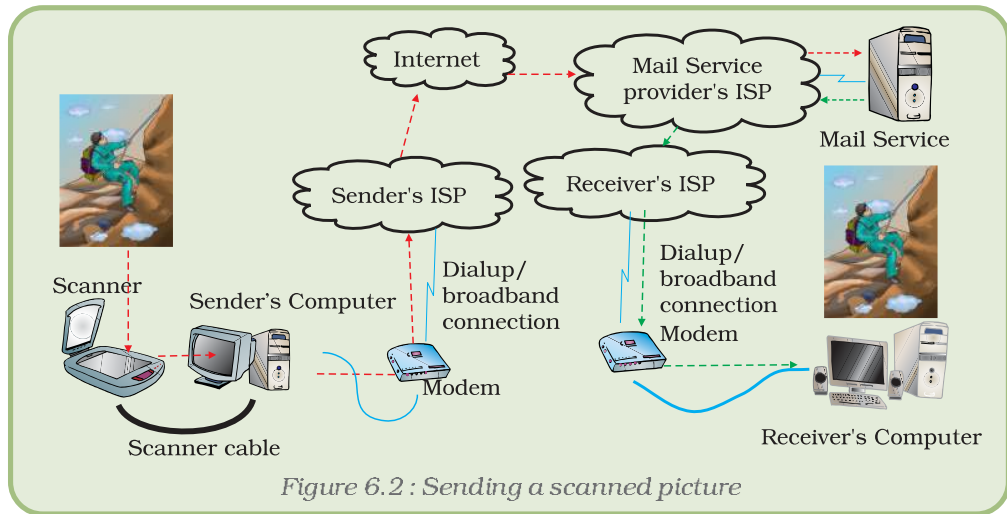 Internet
Mail Service
provider's ISP
Mail Service
Sender's ISP
Receiver's ISP
Scanner
Sender's Computer
Dialup/
broadband
connection
Modem
Dialup/
broadband
connection
Modem
Scanner cable
Receiver's Computer
Figure 6.2 : Sending a scanned picture